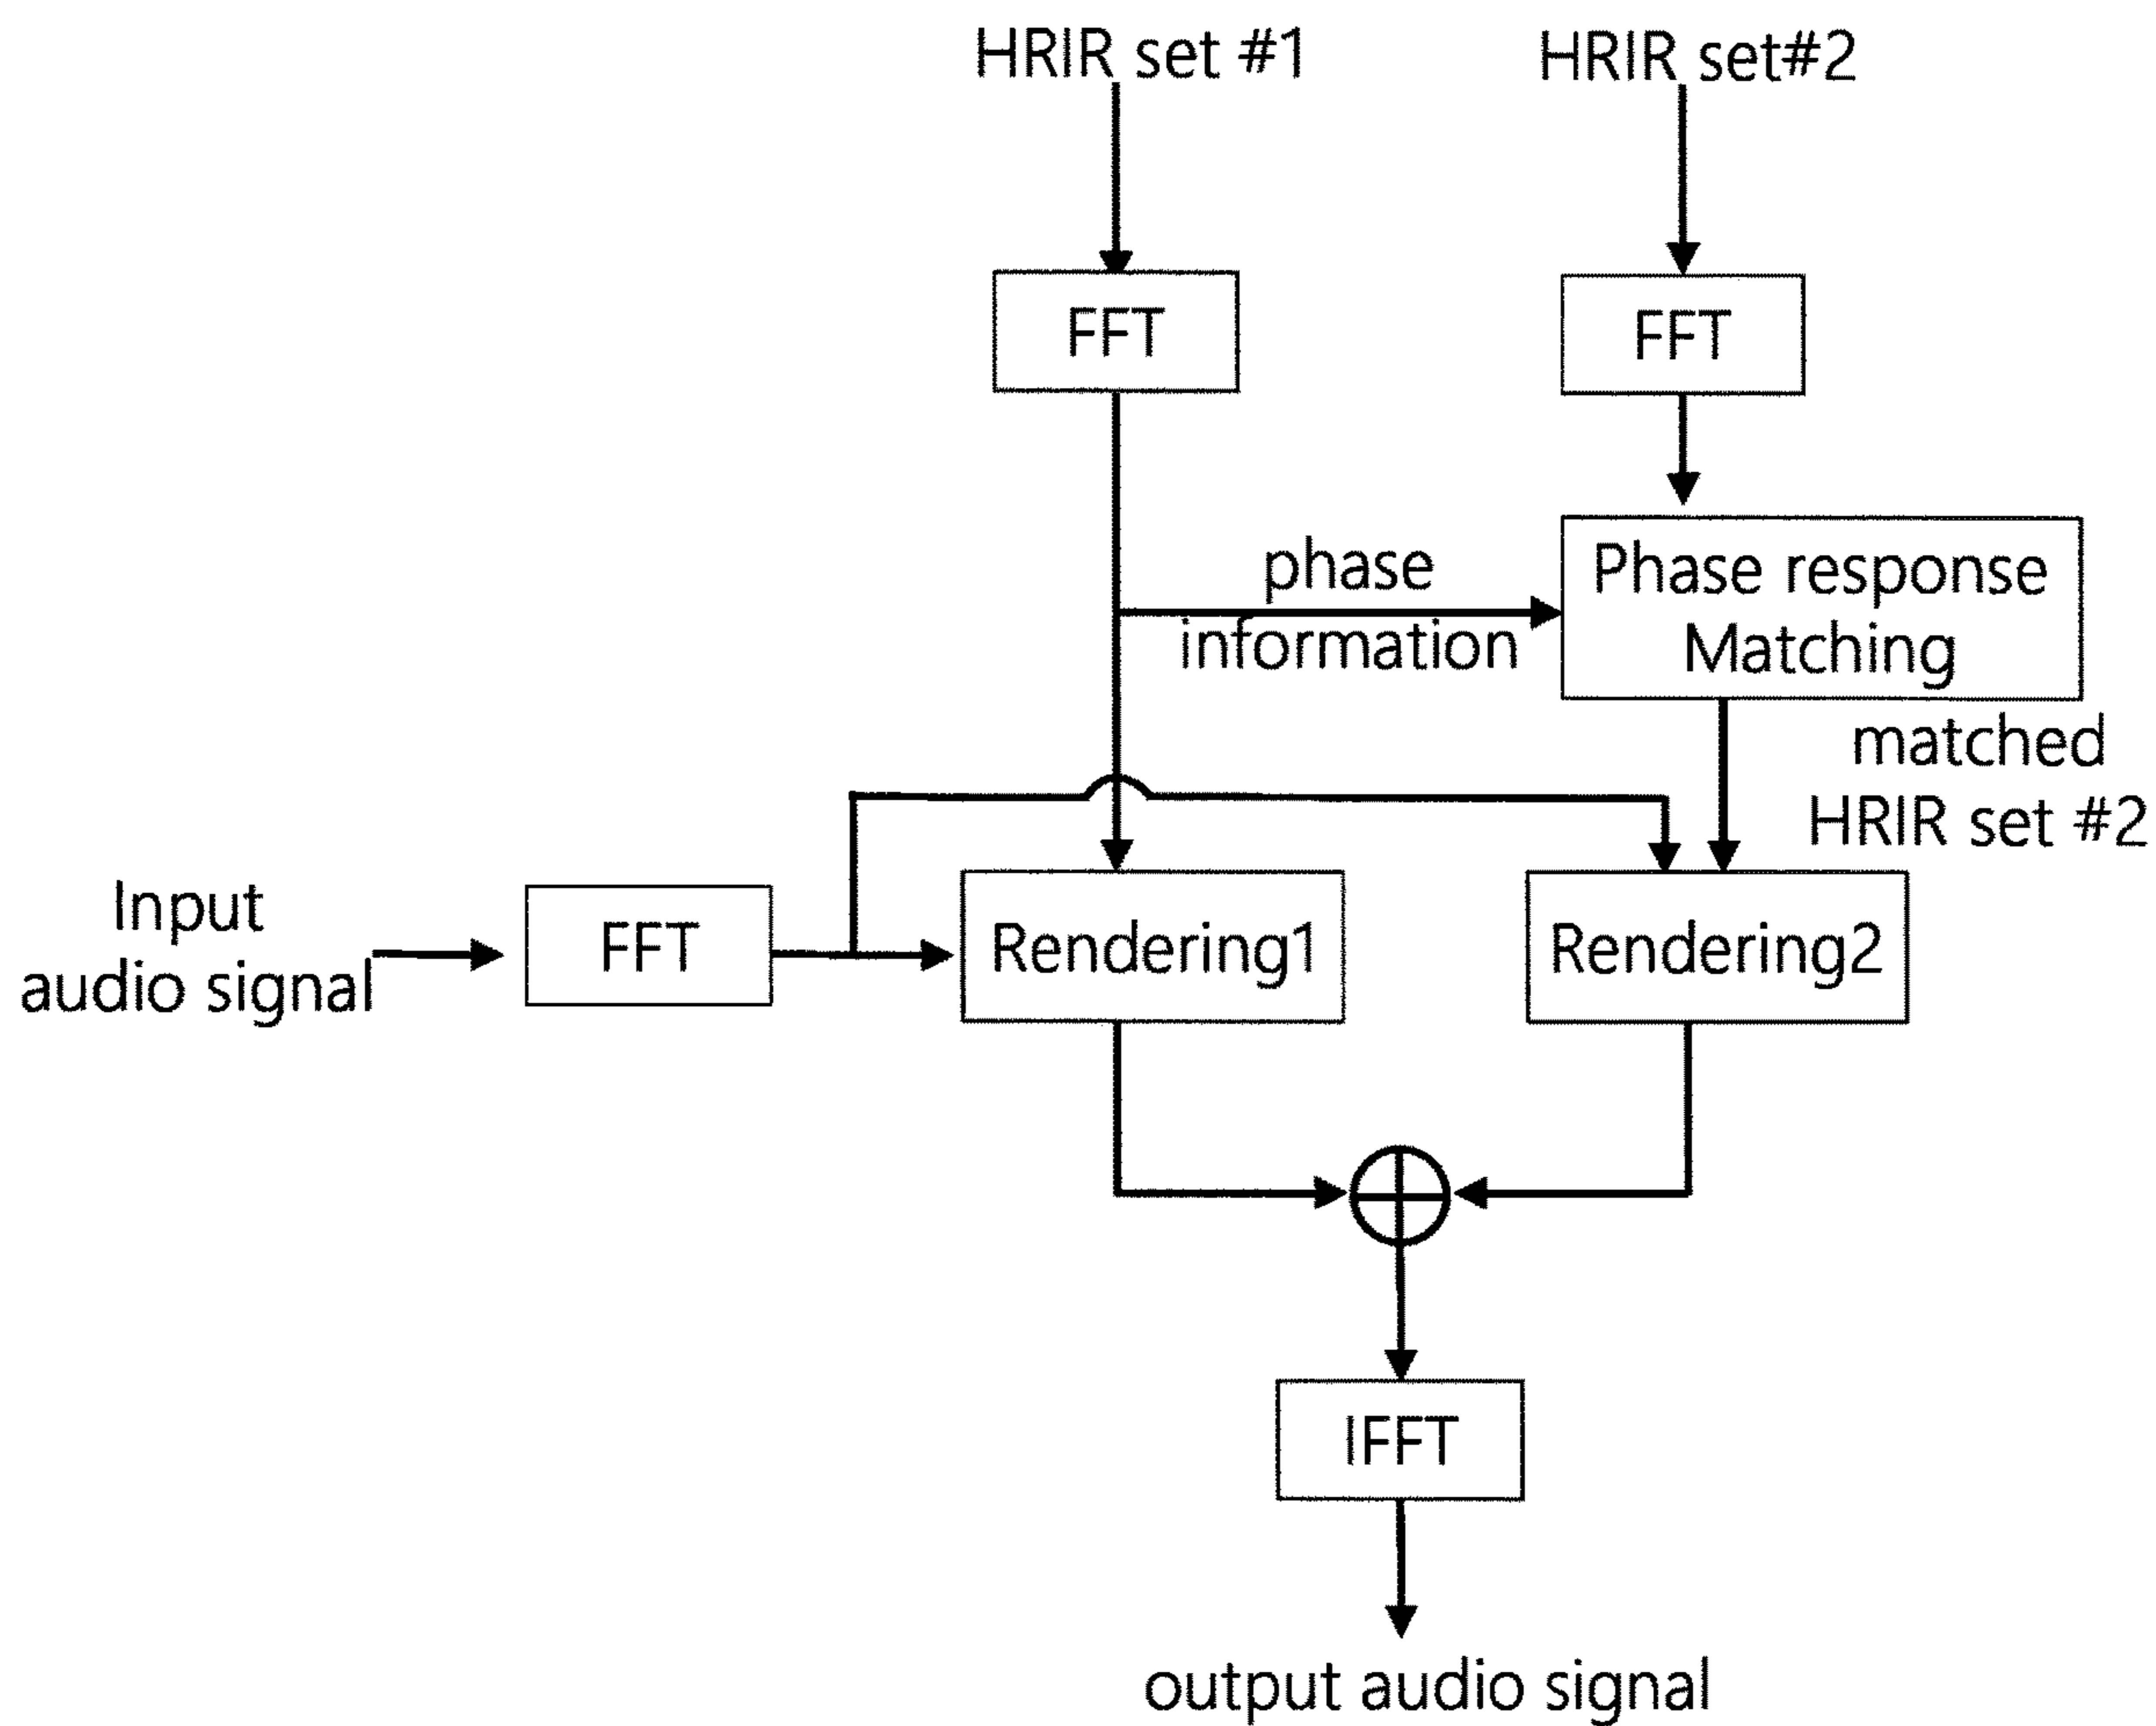 HRIR set #1
HRIR set#2
FFT
FFT
phase
information
Phase response
Matching
matched
HRIR set #2
Input
audio signal
FFT
Rendering1
Rendering2
IFFT
output audio signal